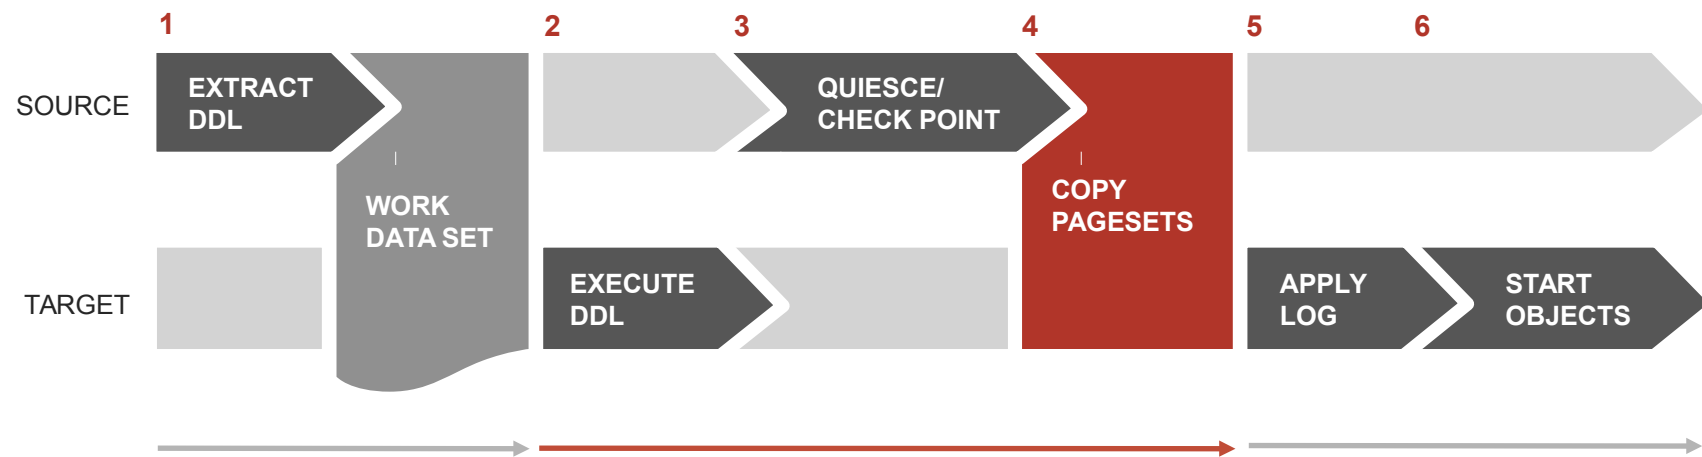 1
2
3
4
5
6
SOURCE
EXTRACT
DDL
QUIESCE/
CHECK POINT
WORK
DATA SET
COPY
PAGESETS
TARGET
EXECUTE
DDL
APPLY
LOG
START
OBJECTS